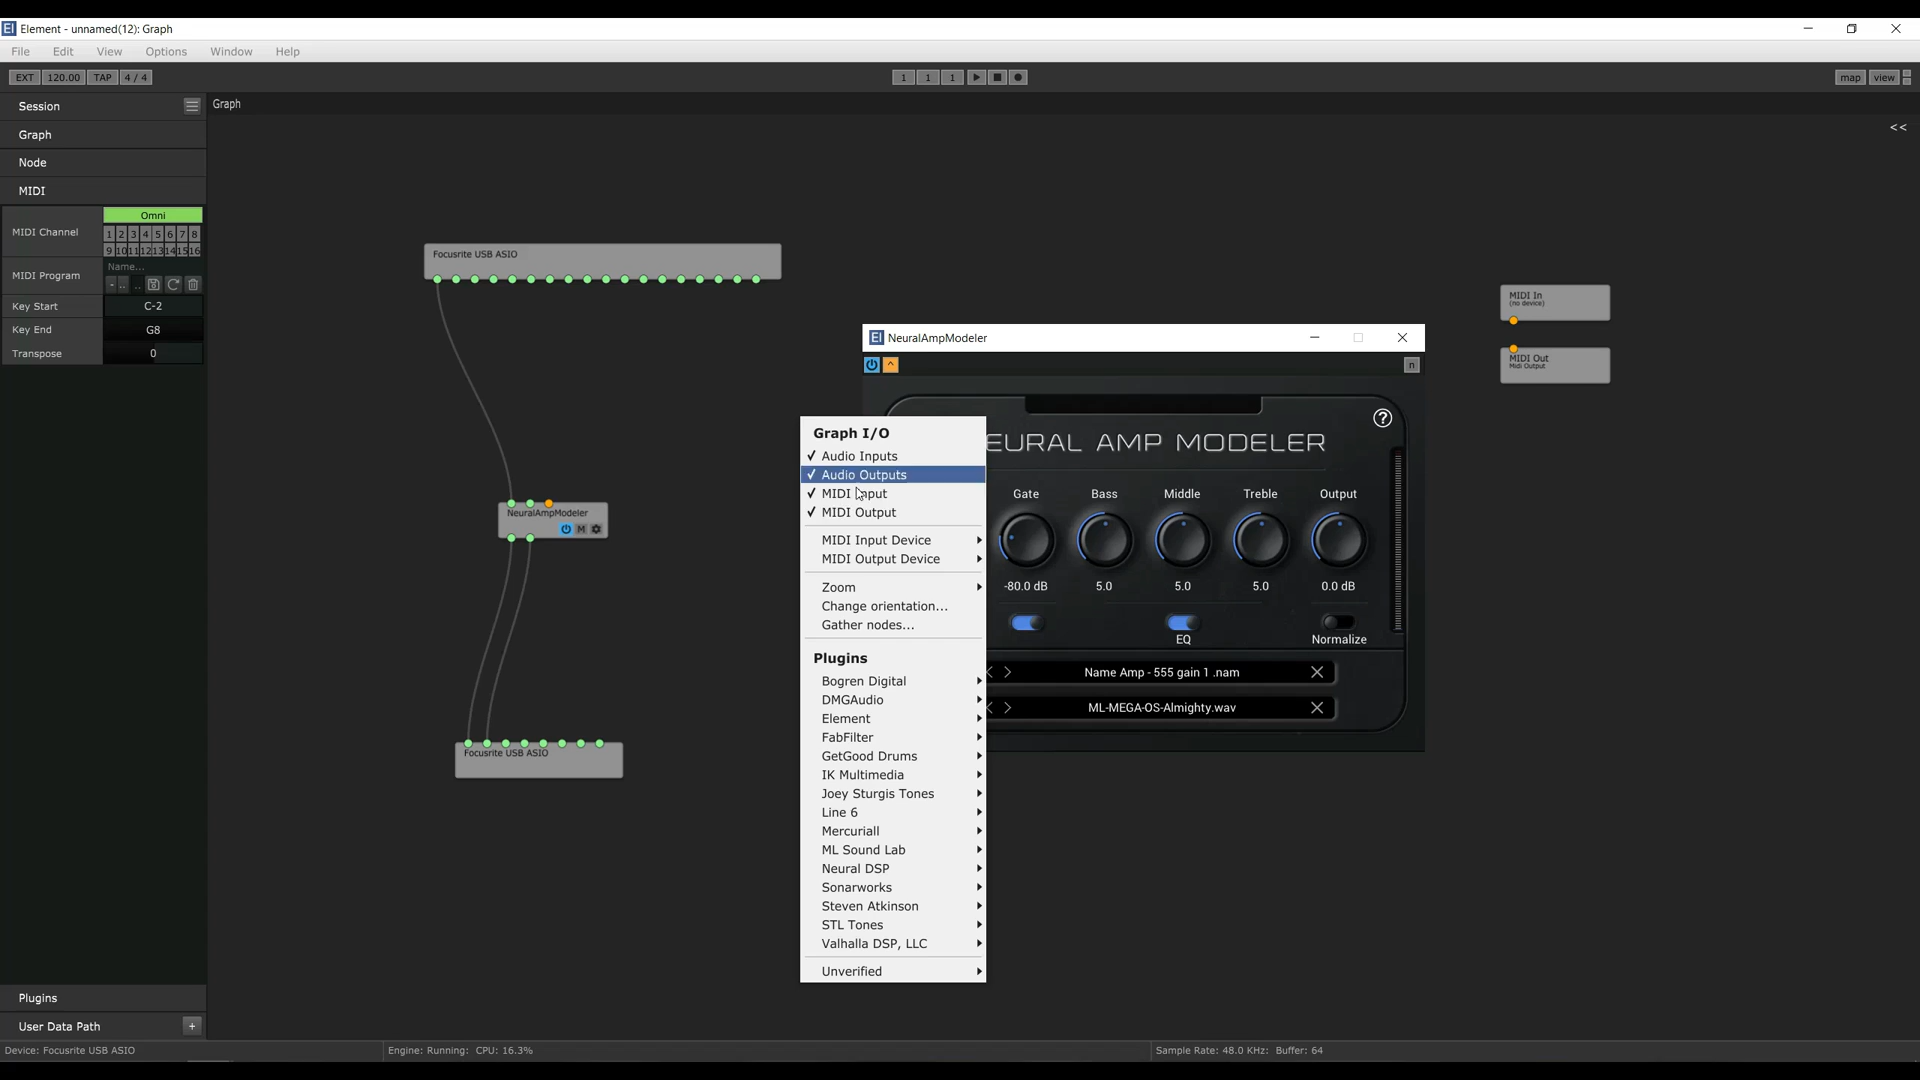 Element - unnamed(12): Graph
File Edit View Options Window Help
EXT 120.00 TAP 4 / 4 1 1 1 map view
Session
Graph
Graph
<<
Node
MIDI
MIDI Channel
Omni
1 2 3 4 5 6 7 8
9 10 11 12 13 14 15 16
MIDI Program
Name...
- .. ..
Key Start C-2
Key End G8
Transpose 0
Focusrite USB ASIO
NeuralAmpModeler
M
Focusrite USB ASIO
MIDI In
(no device)
MIDI Out
Midi Output
NeuralAmpModeler
^ n
?
EURAL AMP MODELER
Gate Bass Middle Treble Output
-80.0 dB 5.0 5.0 5.0 0.0 dB
EQ Normalize
Name Amp - 555 gain 1 .nam
ML-MEGA-OS-Almighty.wav
Graph I/O
✓ Audio Inputs
✓ Audio Outputs
✓ MIDI Input
✓ MIDI Output
MIDI Input Device
MIDI Output Device
Zoom
Change orientation...
Gather nodes...
Plugins
Bogren Digital
DMGAudio
Element
FabFilter
GetGood Drums
IK Multimedia
Joey Sturgis Tones
Line 6
Mercuriall
ML Sound Lab
Neural DSP
Sonarworks
Steven Atkinson
STL Tones
Valhalla DSP, LLC
Unverified
Plugins
User Data Path +
Device: Focusrite USB ASIO Engine: Running: CPU: 16.3% Sample Rate: 48.0 KHz: Buffer: 64